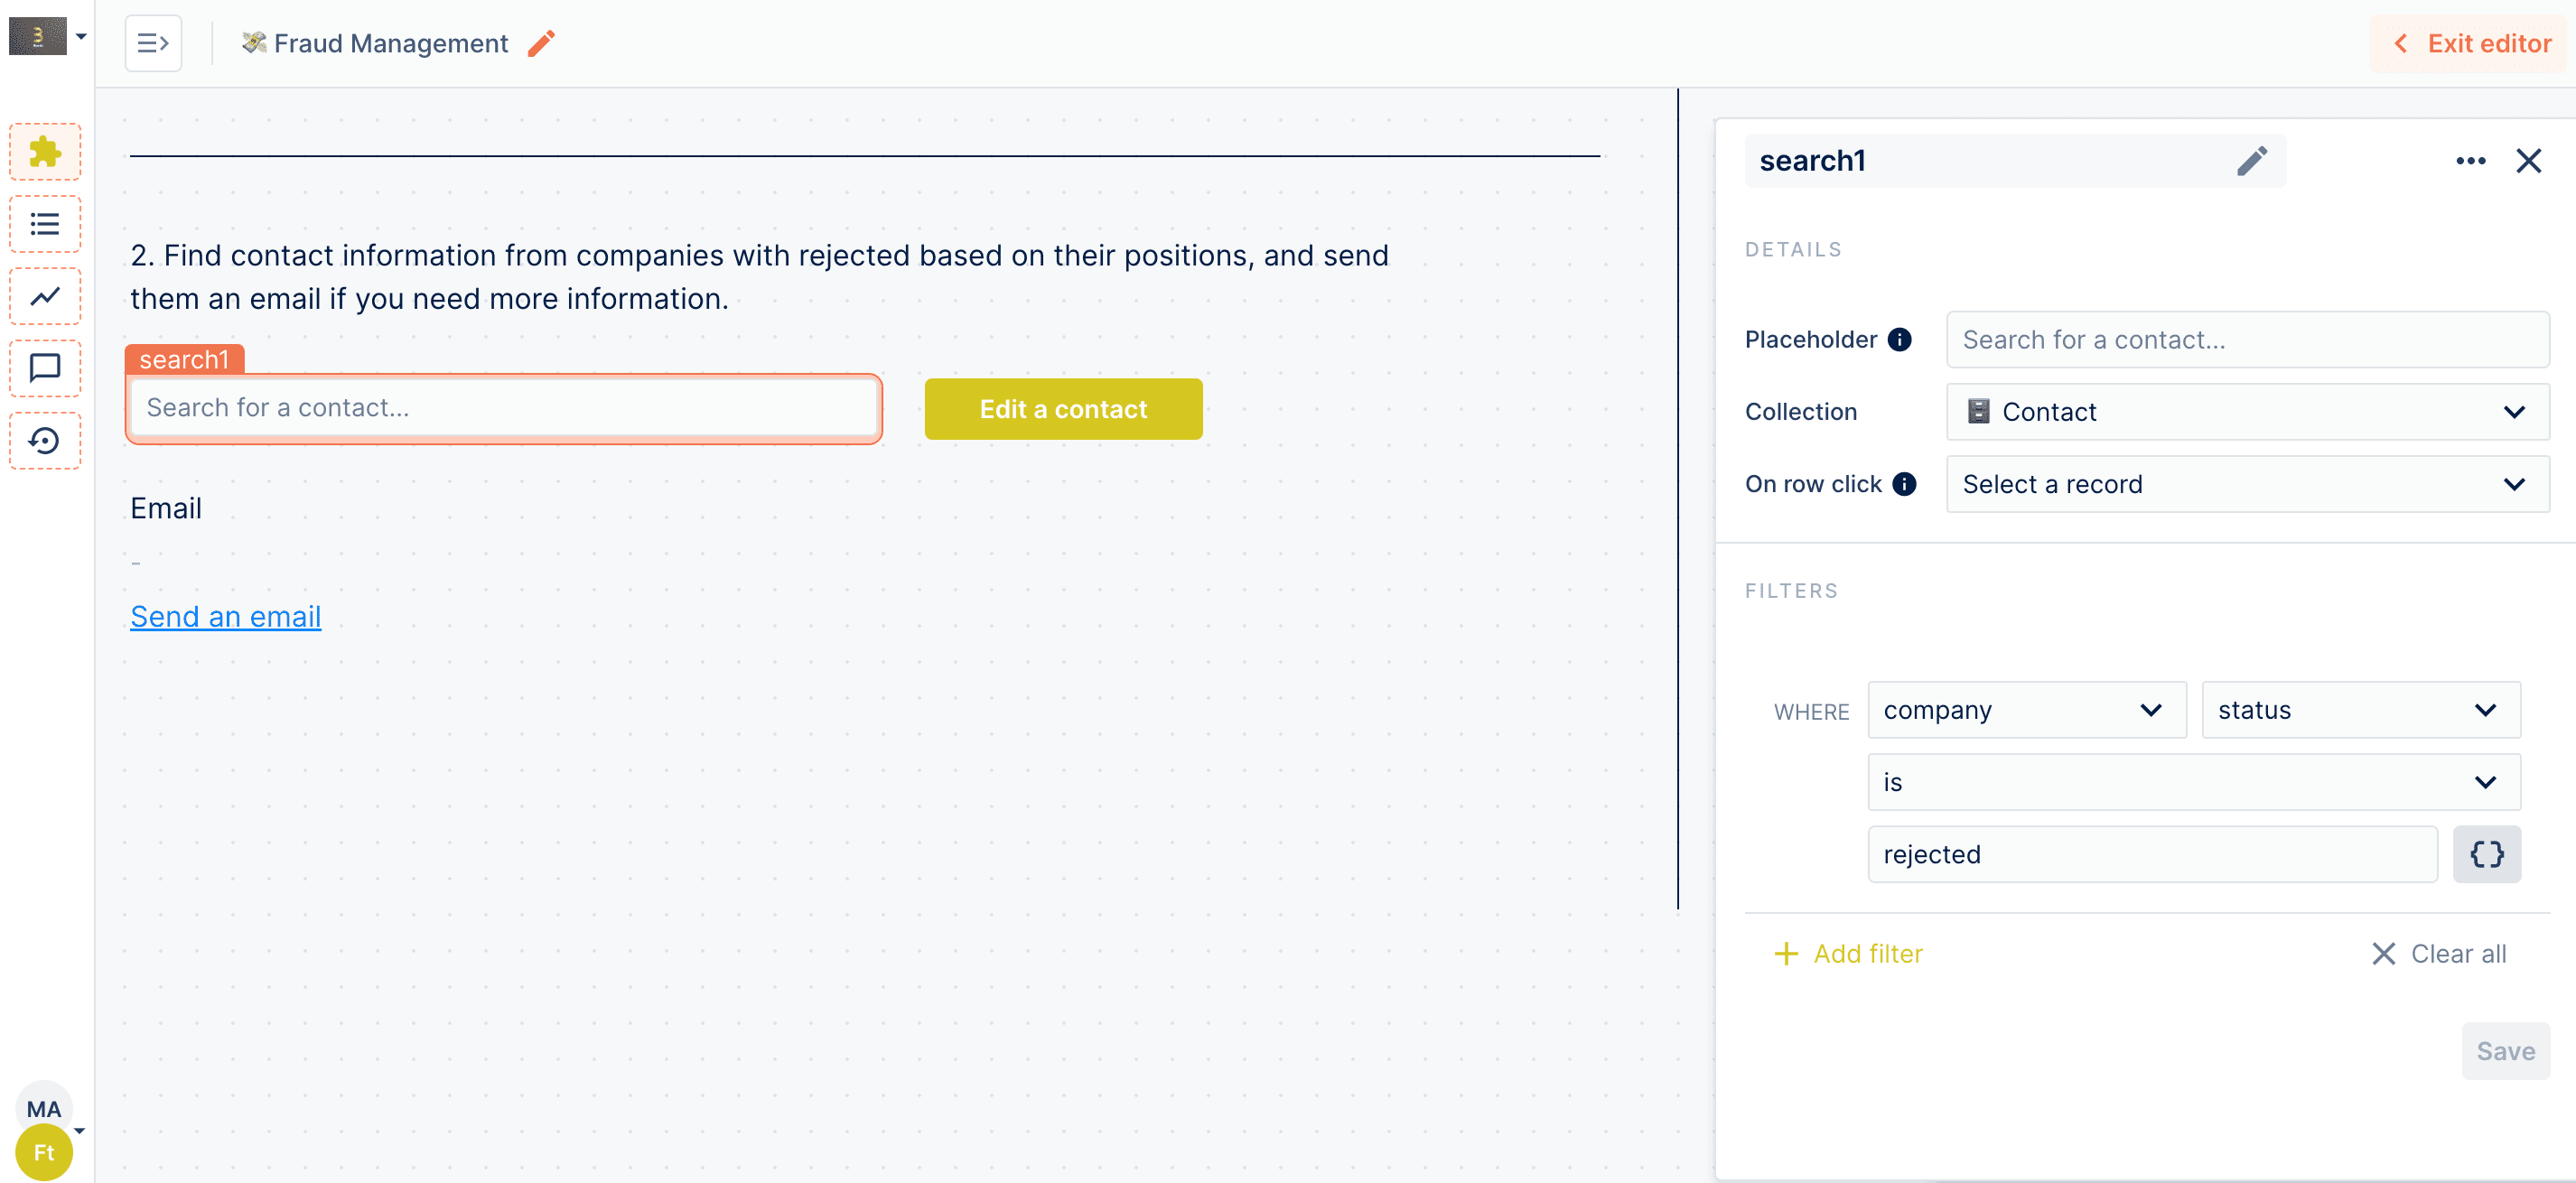 💸 Fraud Management
Exit editor
2. Find contact information from companies with rejected based on their positions, and send
them an email if you need more information.
search1
Search for a contact...
Edit a contact
Email
-
Send an email
search1
DETAILS
Placeholder
Search for a contact...
Collection
Contact
On row click
Select a record
FILTERS
WHERE
company
status
is
rejected
{}
Add filter
Clear all
Save
MA
Ft